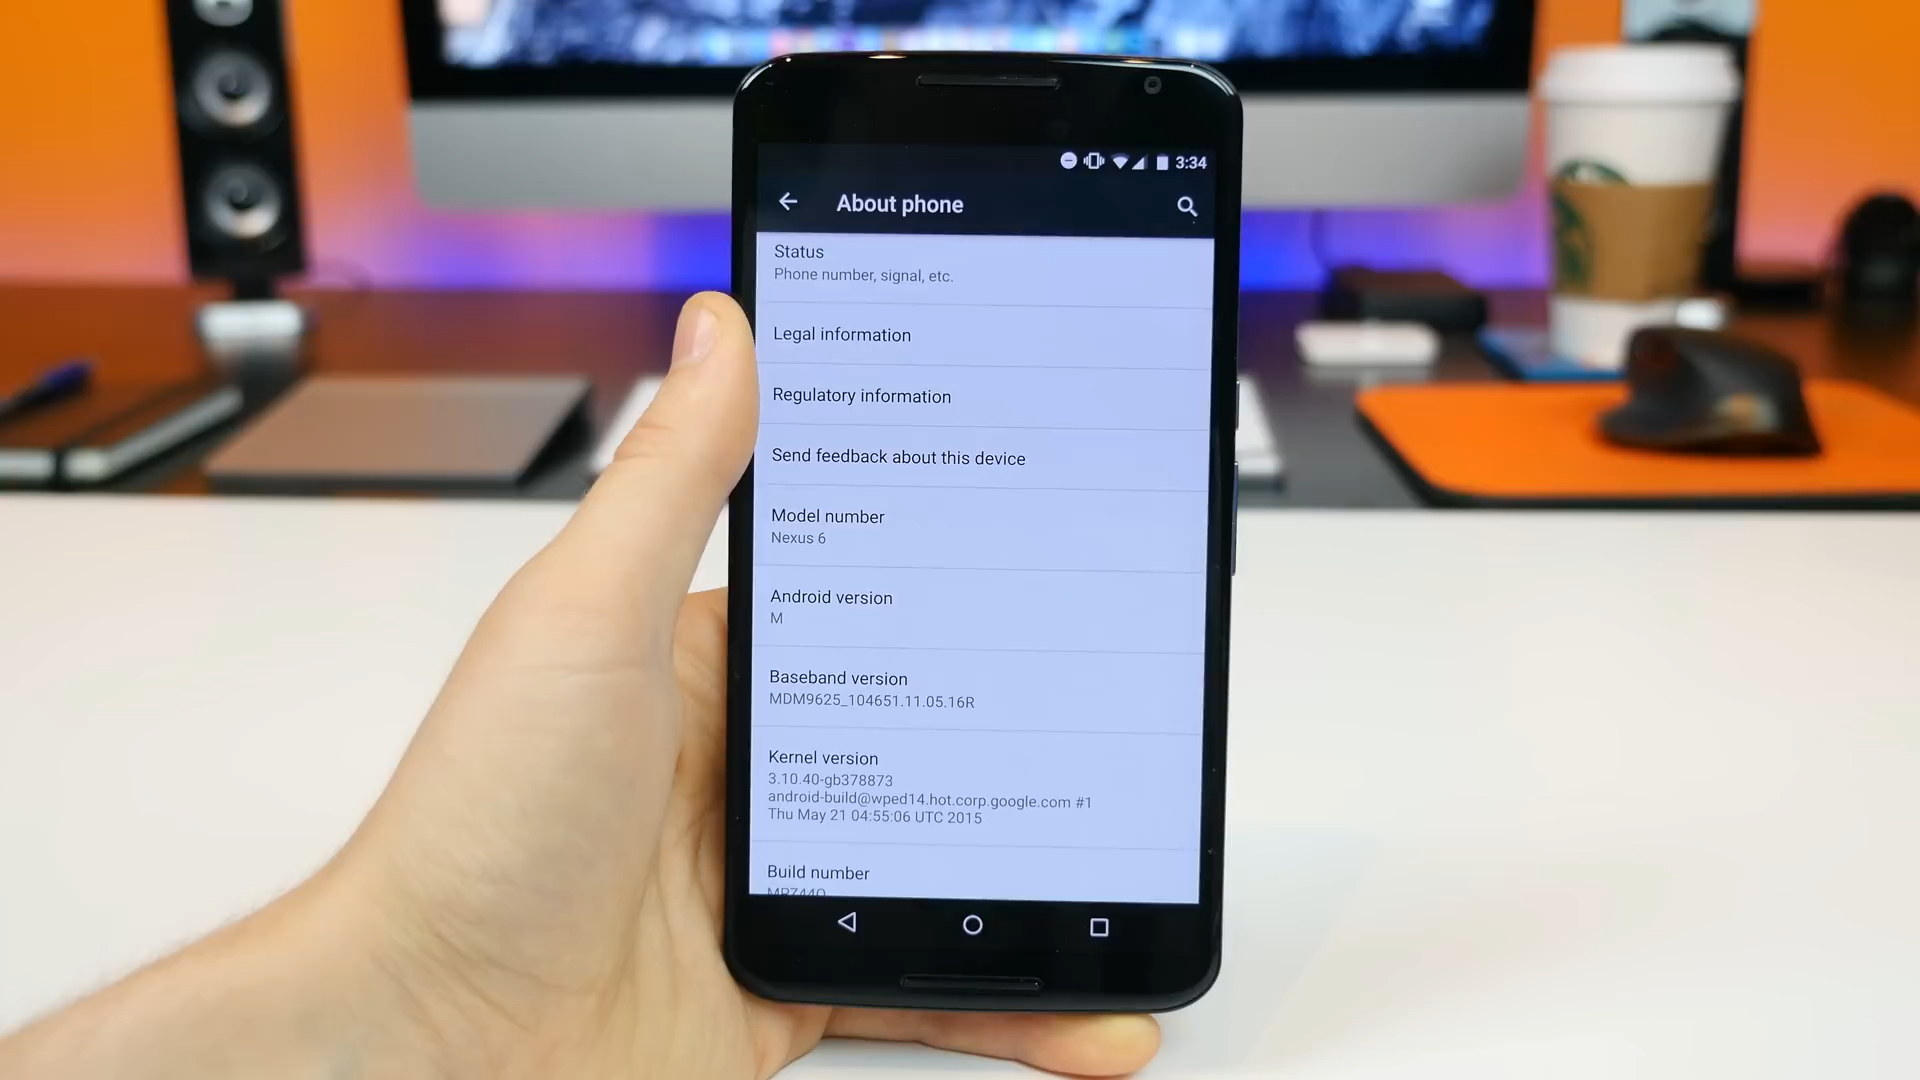 3:34
About phone
Status
Phone number, signal, etc.
Legal information
Regulatory information
Send feedback about this device
Model number
Nexus 6
Android version
M
Baseband version
MDM9625_104651.11.05.16R
Kernel version
3.10.40-gb378873
android-build@wped14.hot.corp.google.com #1
Thu May 21 04:55:06 UTC 2015
Build number